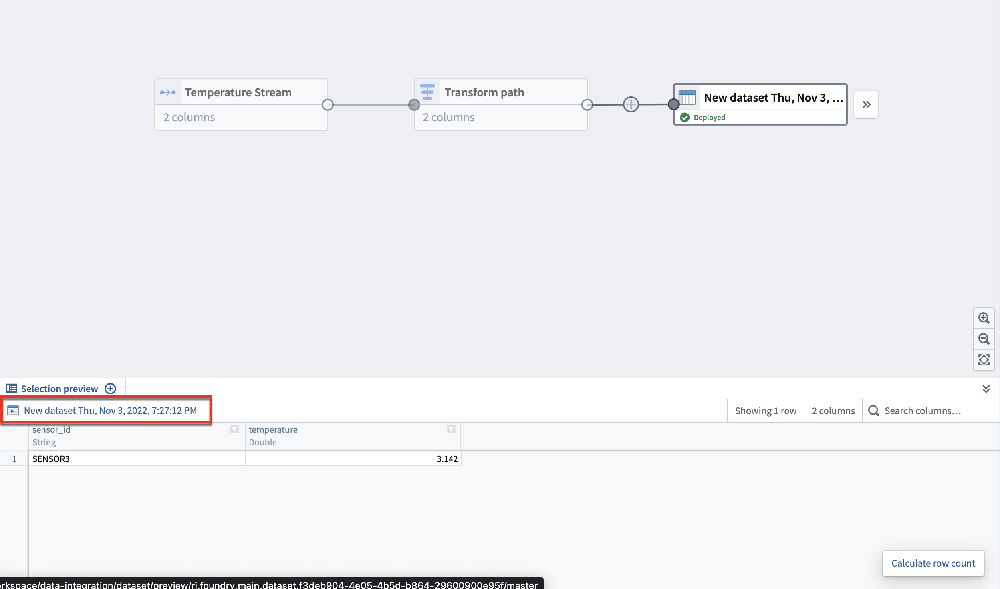 Temperature Stream
2 columns
Transform path
2 columns
New dataset Thu, Nov 3, ...
Deployed
Selection preview
New dataset Thu, Nov 3, 2022, 7:27:12 PM
Showing 1 row
2 columns
Search columns...
sensor_id
String
temperature
Double
1
SENSOR3
3.142
Calculate row count
orkspace/data-integration/dataset/preview/ri.foundry.main.dataset.f3deb904-4e05-4b5d-b864-29600900e95f/master